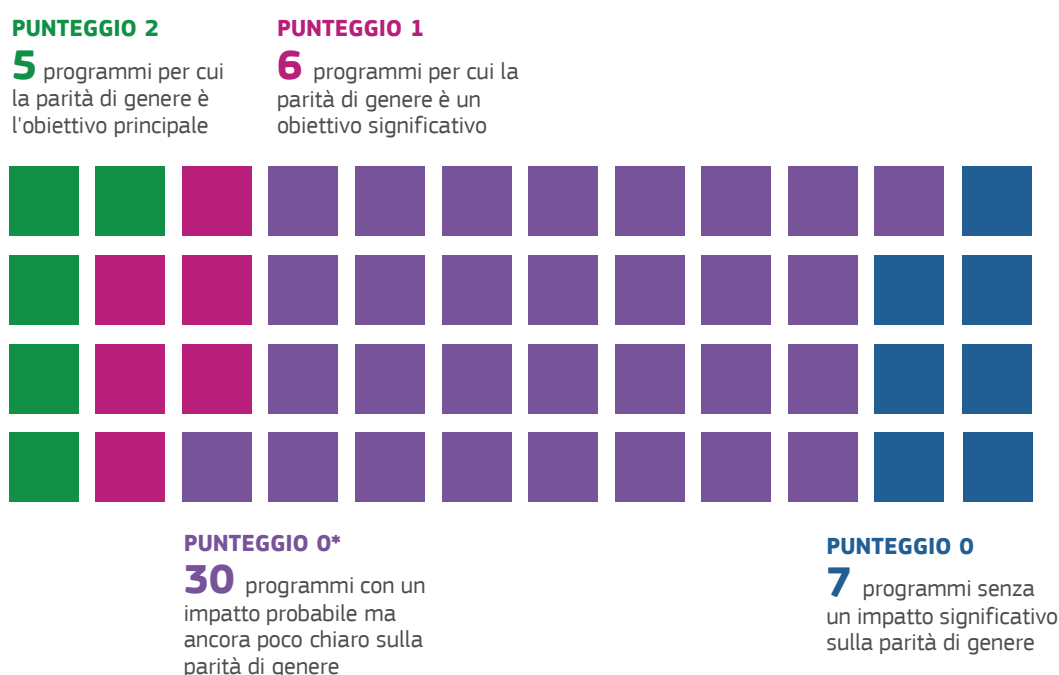 PUNTEGGIO 2
5 programmi per cui
la parità di genere è
l'obiettivo principale
PUNTEGGIO 1
6 programmi per cui la
parità di genere è un
obiettivo significativo
PUNTEGGIO 0*
30 programmi con un
impatto probabile ma
ancora poco chiaro sulla
parità di genere
PUNTEGGIO 0
7 programmi senza
un impatto significativo
sulla parità di genere